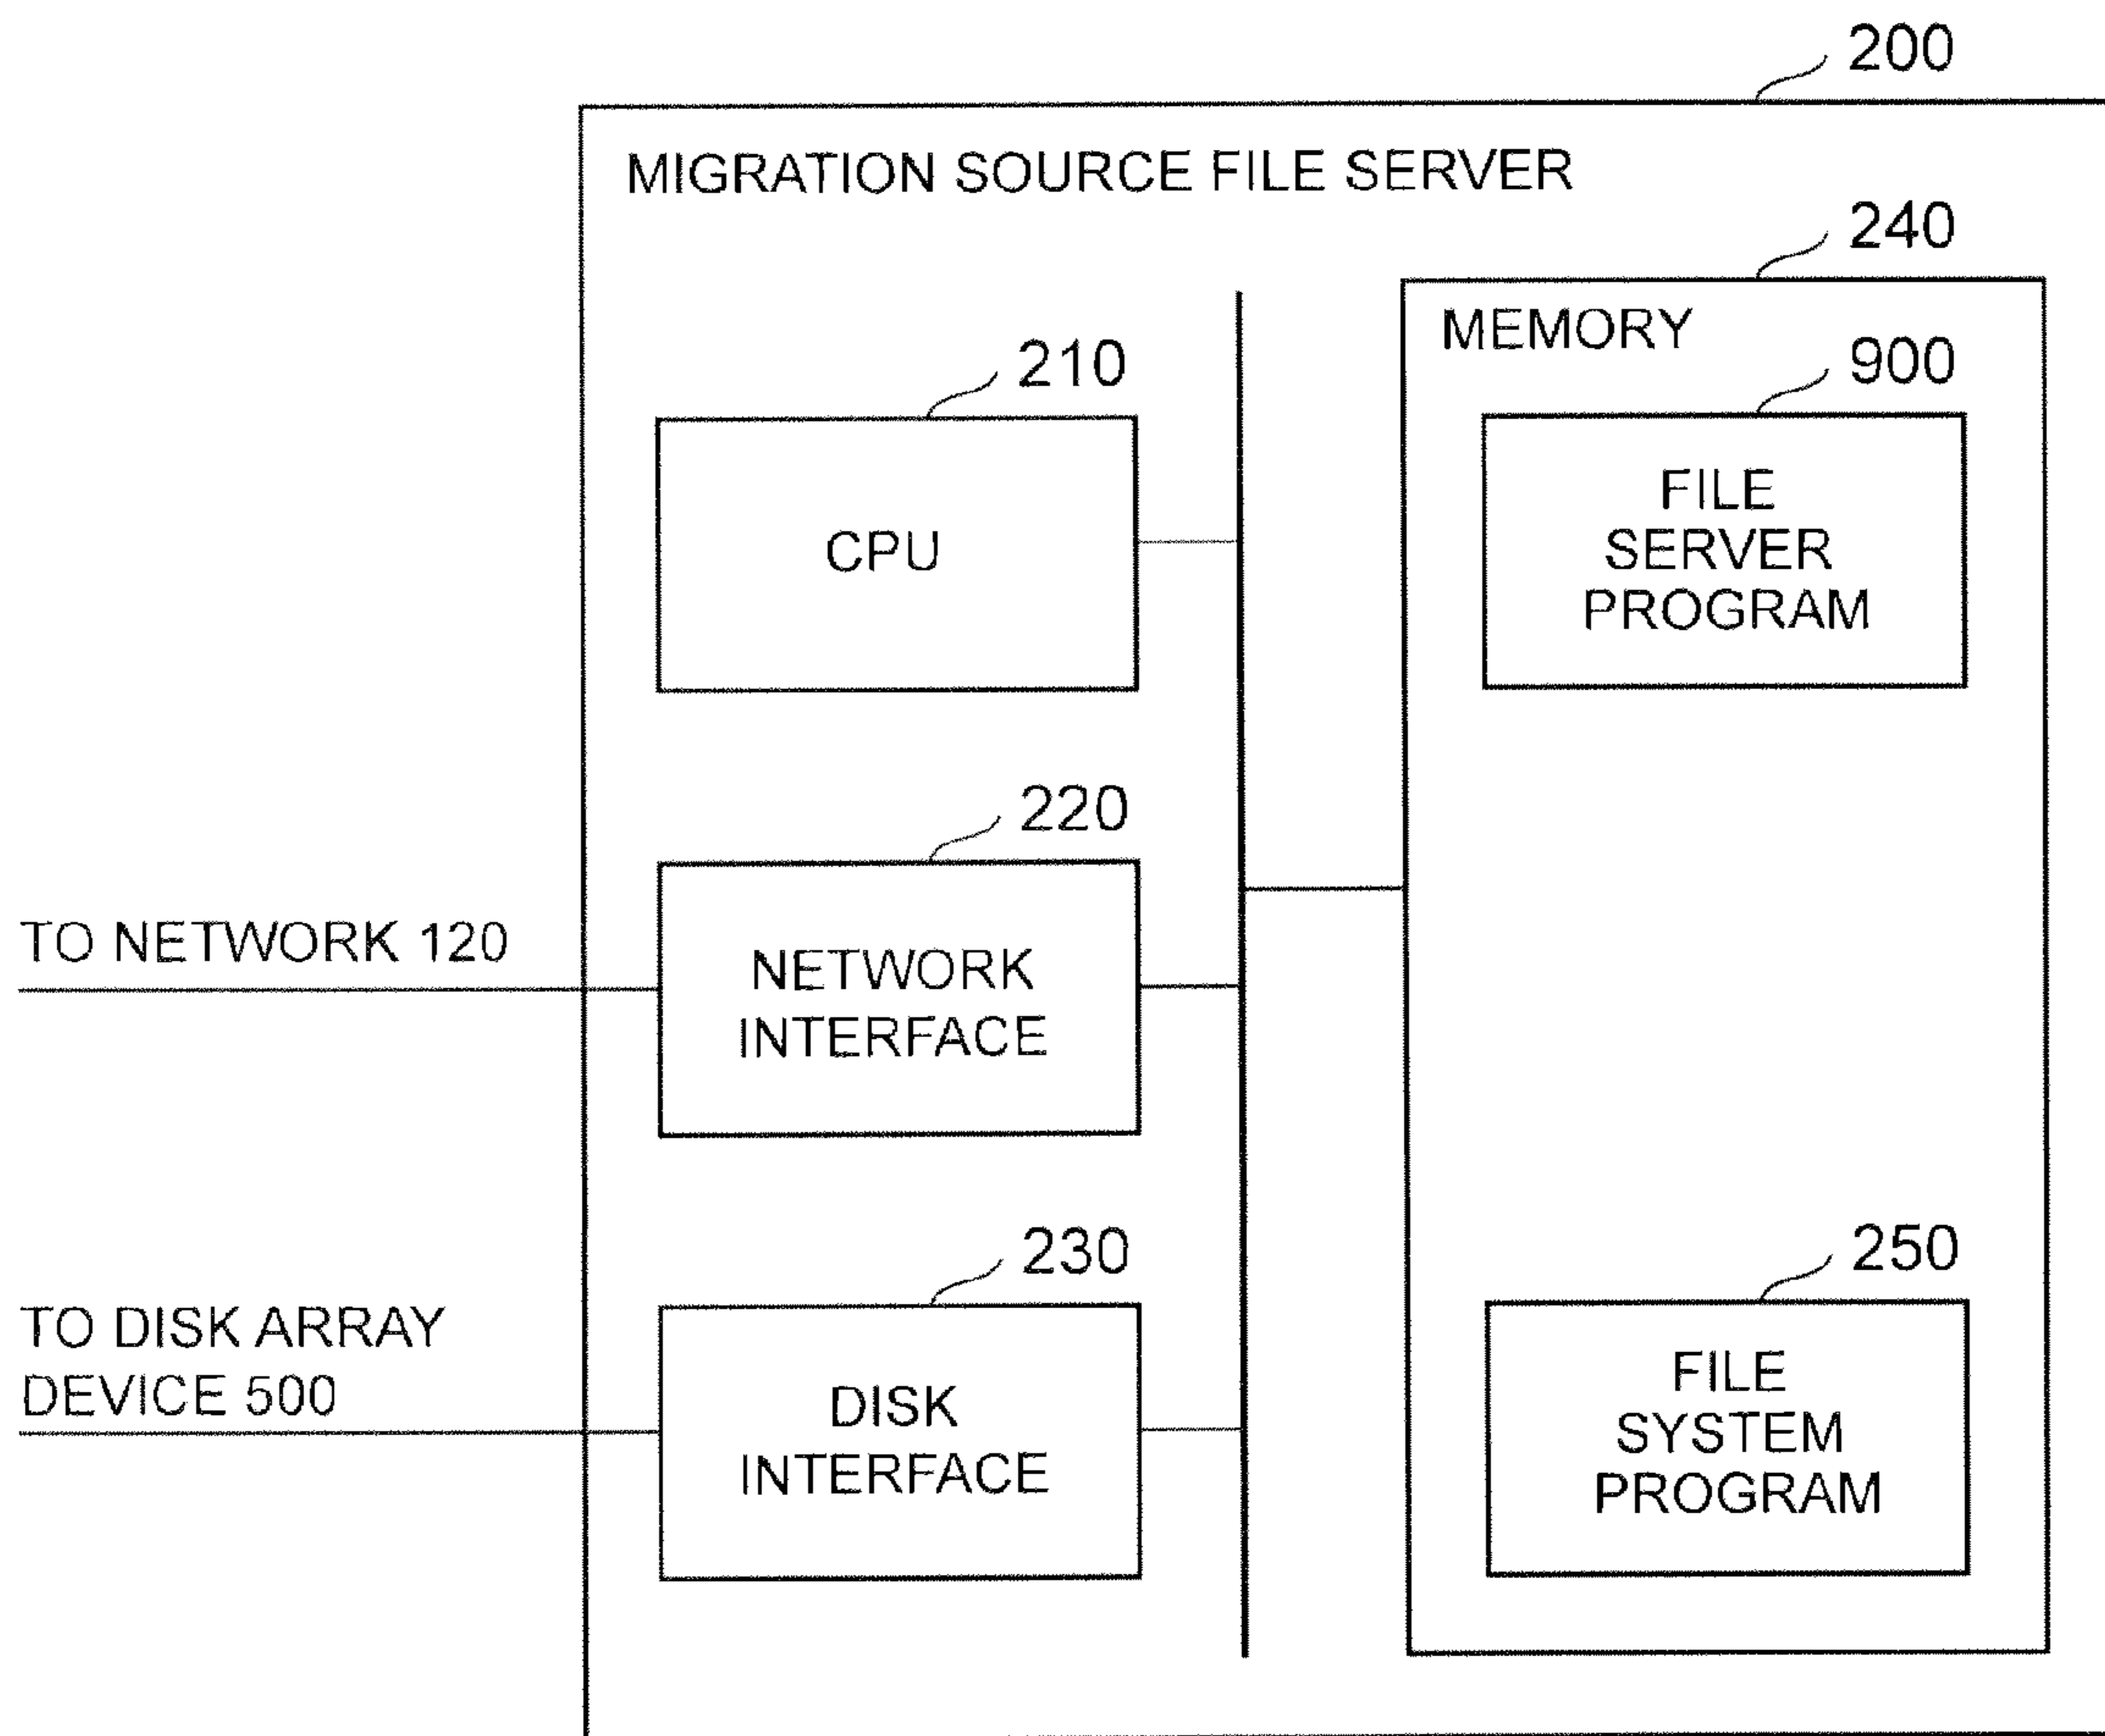 200
MIGRATION SOURCE FILE SERVER
240
MEMORY
210
900
CPU
FILE
SERVER
PROGRAM
220
TO NETWORK 120
NETWORK
INTERFACE
230
250
TO DISK ARRAY
DEVICE 500
DISK
INTERFACE
FILE
SYSTEM
PROGRAM